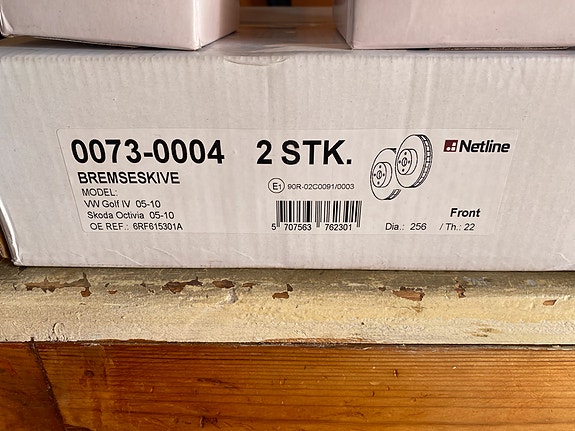 0073-0004 2 STK.
Netline
BREMSESKIVE
MODEL:
E1 90R-02C0091/0003
VW Golf IV 05-10
Skoda Octivia 05-10
Front
OE REF.: 6RF615301A
5 707563 762301
Dia.: 256 / Th.: 22